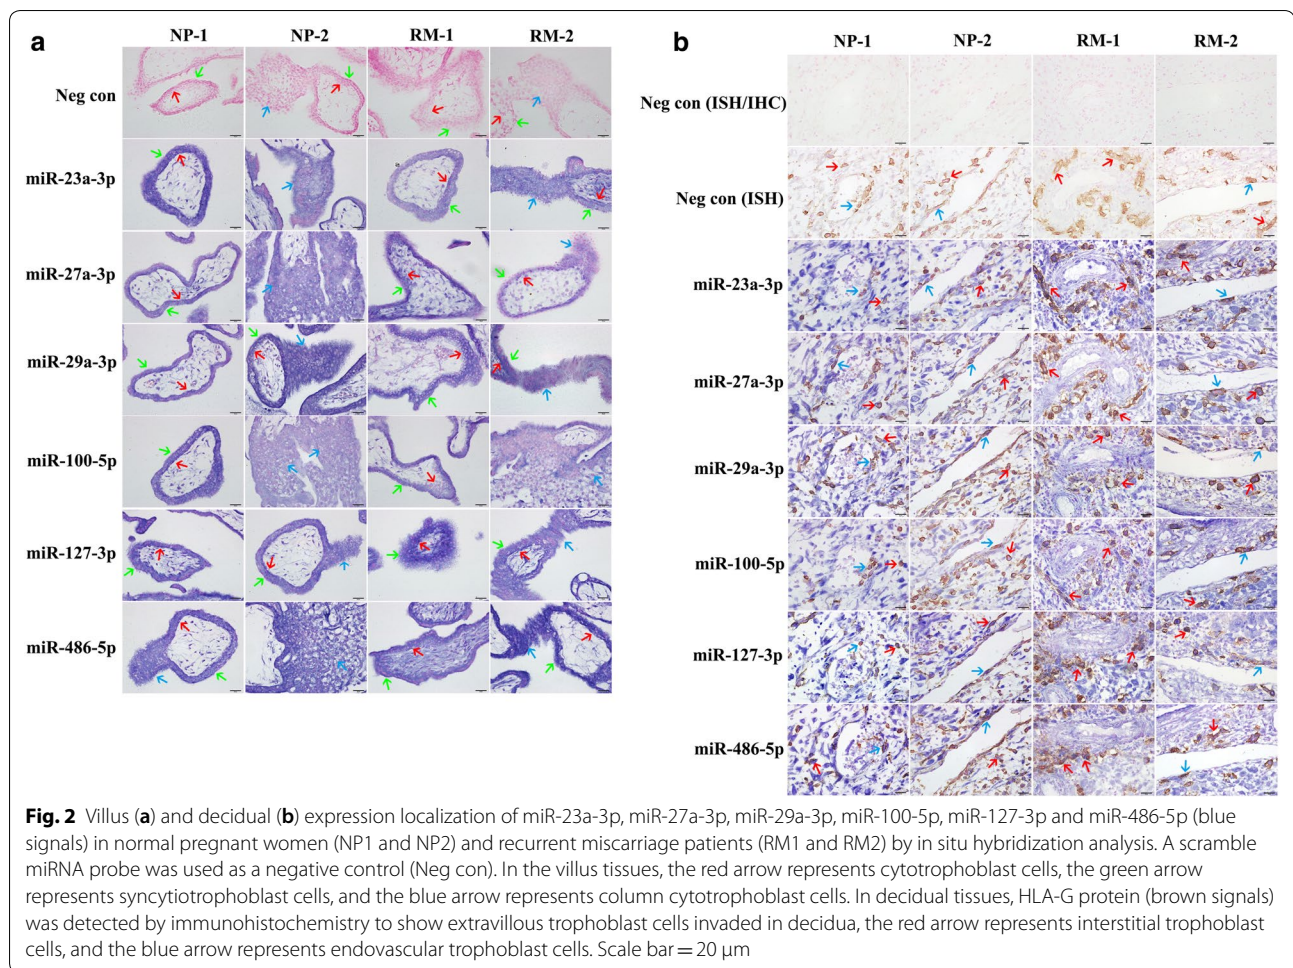 a
NP-1 NP-2 RM-1 RM-2
Neg con
miR-23a-3p
miR-27a-3p
miR-29a-3p
miR-100-5p
miR-127-3p
miR-486-5p
b
NP-1 NP-2 RM-1 RM-2
Neg con (ISH/IHC)
Neg con (ISH)
miR-23a-3p
miR-27a-3p
miR-29a-3p
miR-100-5p
miR-127-3p
miR-486-5p
Fig. 2 Villus (a) and decidual (b) expression localization of miR-23a-3p, miR-27a-3p, miR-29a-3p, miR-100-5p, miR-127-3p and miR-486-5p (blue
signals) in normal pregnant women (NP1 and NP2) and recurrent miscarriage patients (RM1 and RM2) by in situ hybridization analysis. A scramble
miRNA probe was used as a negative control (Neg con). In the villus tissues, the red arrow represents cytotrophoblast cells, the green arrow
represents syncytiotrophoblast cells, and the blue arrow represents column cytotrophoblast cells. In decidual tissues, HLA-G protein (brown signals)
was detected by immunohistochemistry to show extravillous trophoblast cells invaded in decidua, the red arrow represents interstitial trophoblast
cells, and the blue arrow represents endovascular trophoblast cells. Scale bar = 20 μm